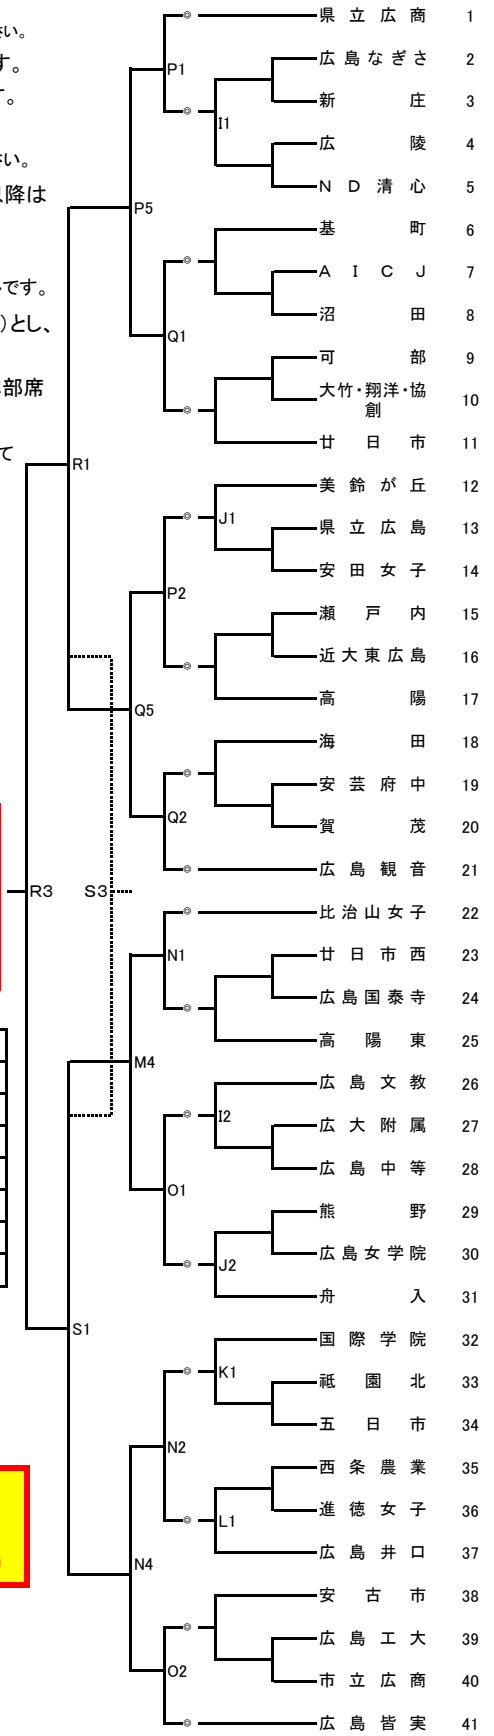 さい。
す。
す。
さい。
以降は
です。
)とし、
部席
て
県立広商 1
広島なぎさ 2
新庄 3
広陵 4
ND清心 5
基町 6
AICJ 7
沼田 8
可部 9
大竹・翔洋・協創 10
廿日市 11
美鈴が丘 12
県立広島 13
安田女子 14
瀬戸内 15
近大東広島 16
高陽 17
海田 18
安芸府中 19
賀茂 20
広島観音 21
比治山女子 22
廿日市西 23
広島国泰寺 24
高陽東 25
広島文教 26
広大附属 27
広島中等 28
熊野 29
広島女学院 30
舟入 31
国際学院 32
祗園北 33
五日市 34
西条農業 35
進徳女子 36
広島井口 37
安古市 38
広島工大 39
市立広商 40
広島皆実 41
P1
I1
P5
Q1
R1
J1
P2
Q5
Q2
R3
S3
N1
M4
I2
O1
J2
S1
K1
N2
L1
N4
O2